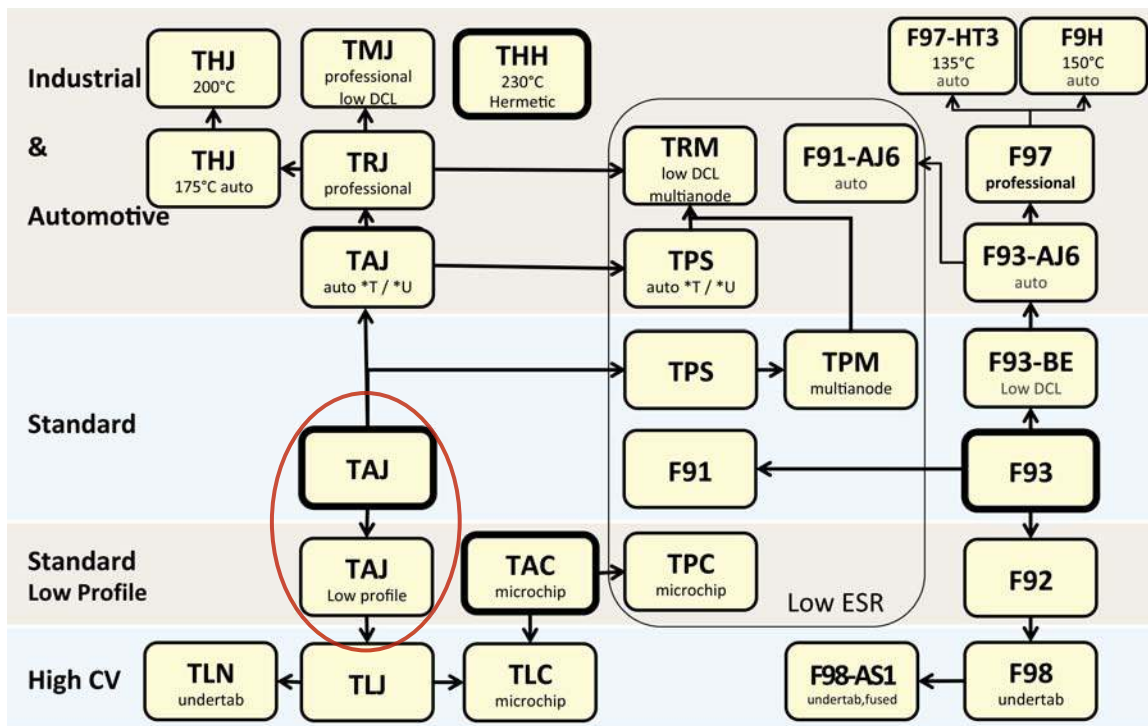 Industrial
&
Automotive
THJ
200°C
TMJ
professional
low DCL
THH
230°C
Hermetic
F97-HT3
135°C
auto
F9H
150°C
auto
THJ
175°C auto
TRJ
professional
TRM
low DCL
multianode
F91-AJ6
auto
F97
professional
TAJ
auto *T / *U
TPS
auto *T / *U
F93-AJ6
auto
Standard
TPS
TPM
multianode
F93-BE
Low DCL
TAJ
F91
F93
Standard
Low Profile
TAJ
Low profile
TAC
microchip
TPC
microchip
Low ESR
F92
High CV
TLN
undertab
TLJ
TLC
microchip
F98-AS1
undertab,fused
F98
undertab